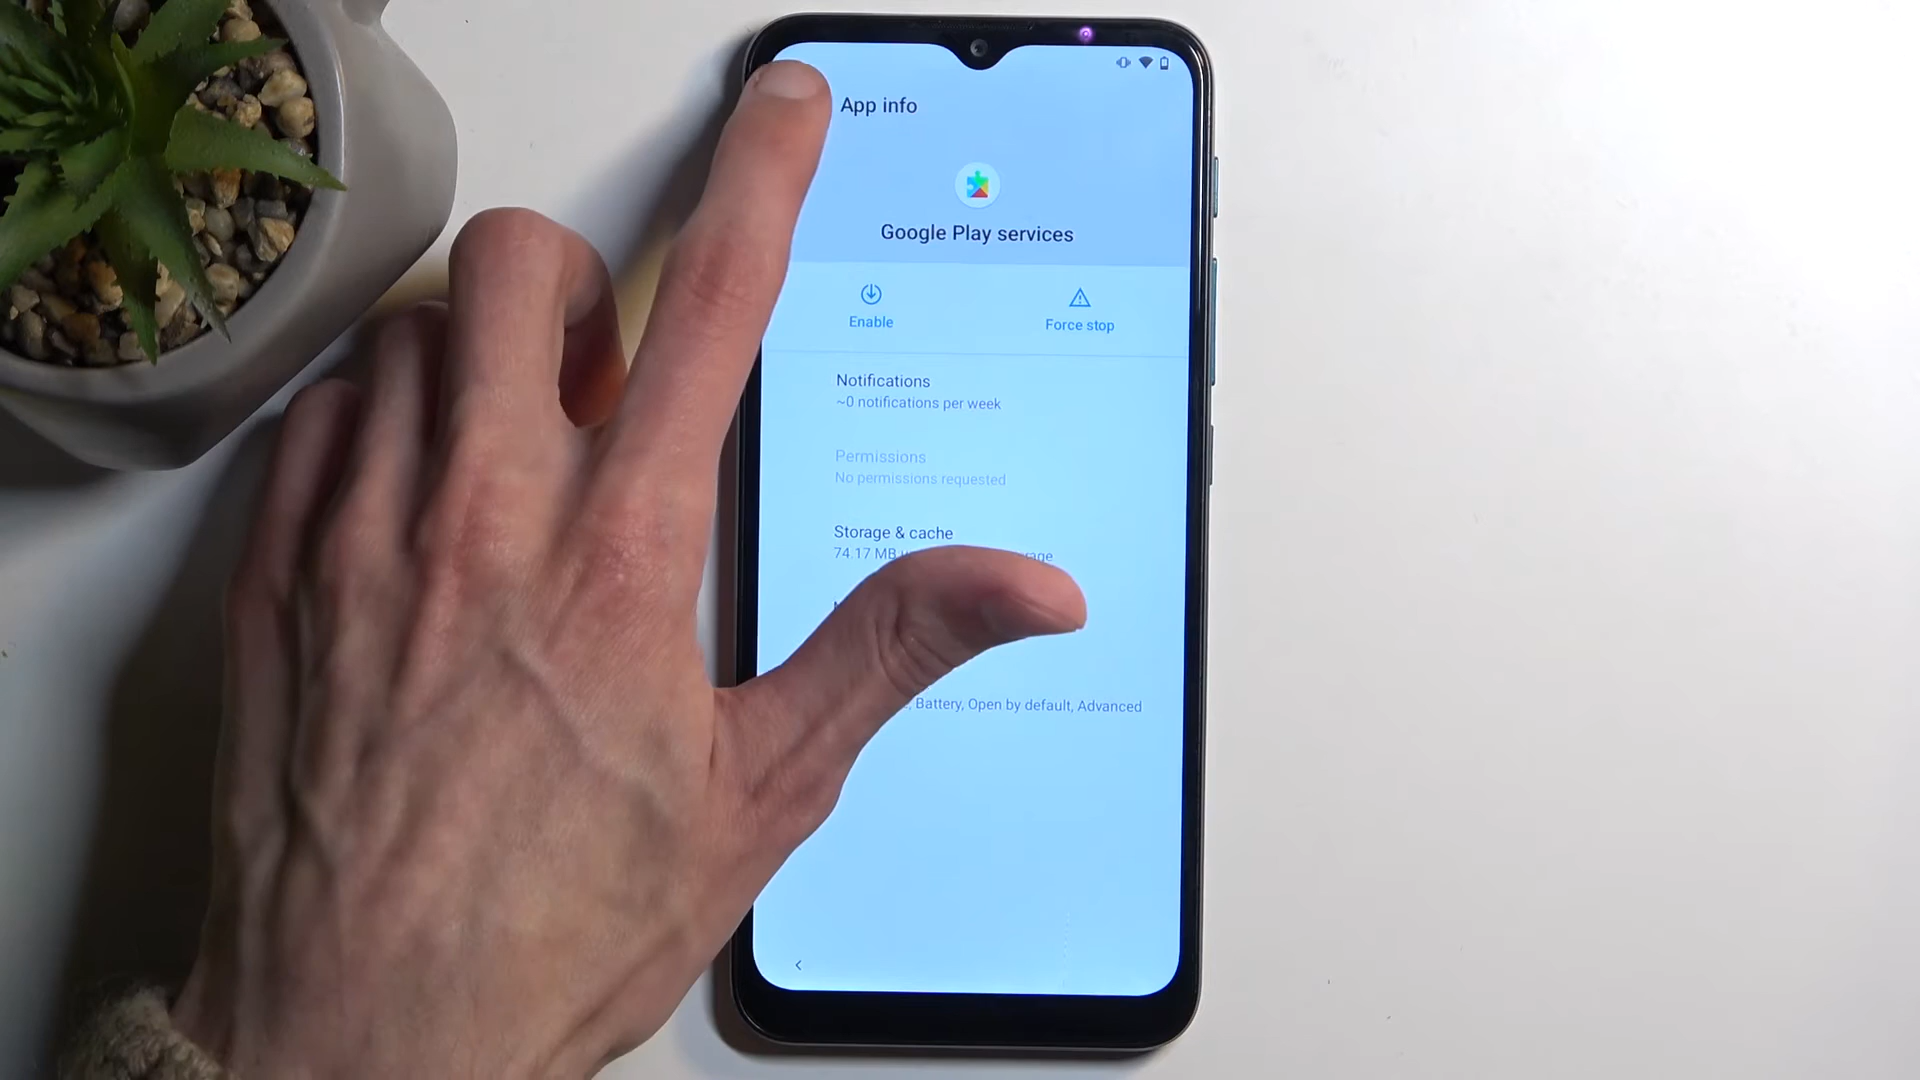 App info
Google Play services
Enable
Force stop
Notifications
~0 notifications per week
Permissions
No permissions requested
Storage & cache
74.17 MB
Battery, Open by default, Advanced